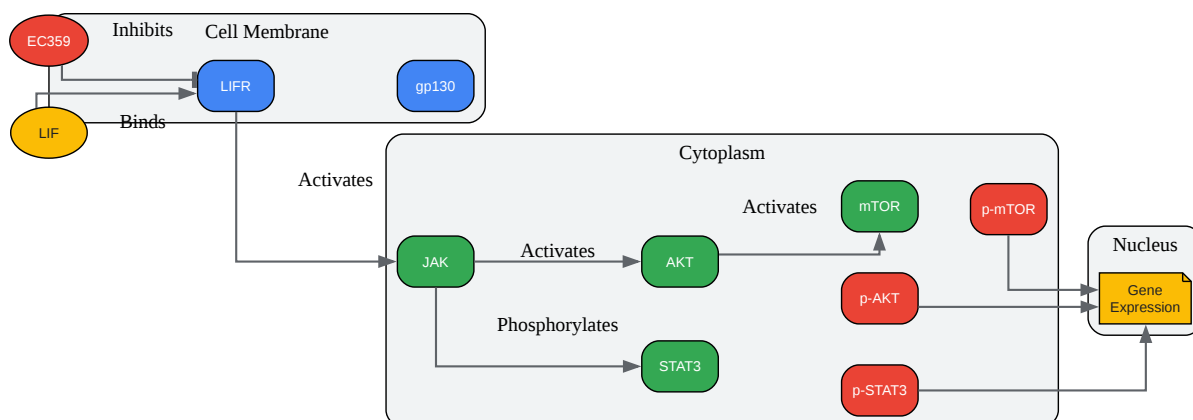 Inhibits
Cell Membrane
EC359
LIFR
gp130
Binds
LIF
Cytoplasm
Activates
Activates
mTOR
p-mTOR
Nucleus
JAK
Activates
AKT
p-AKT
Gene
Expression
Phosphorylates
STAT3
p-STAT3